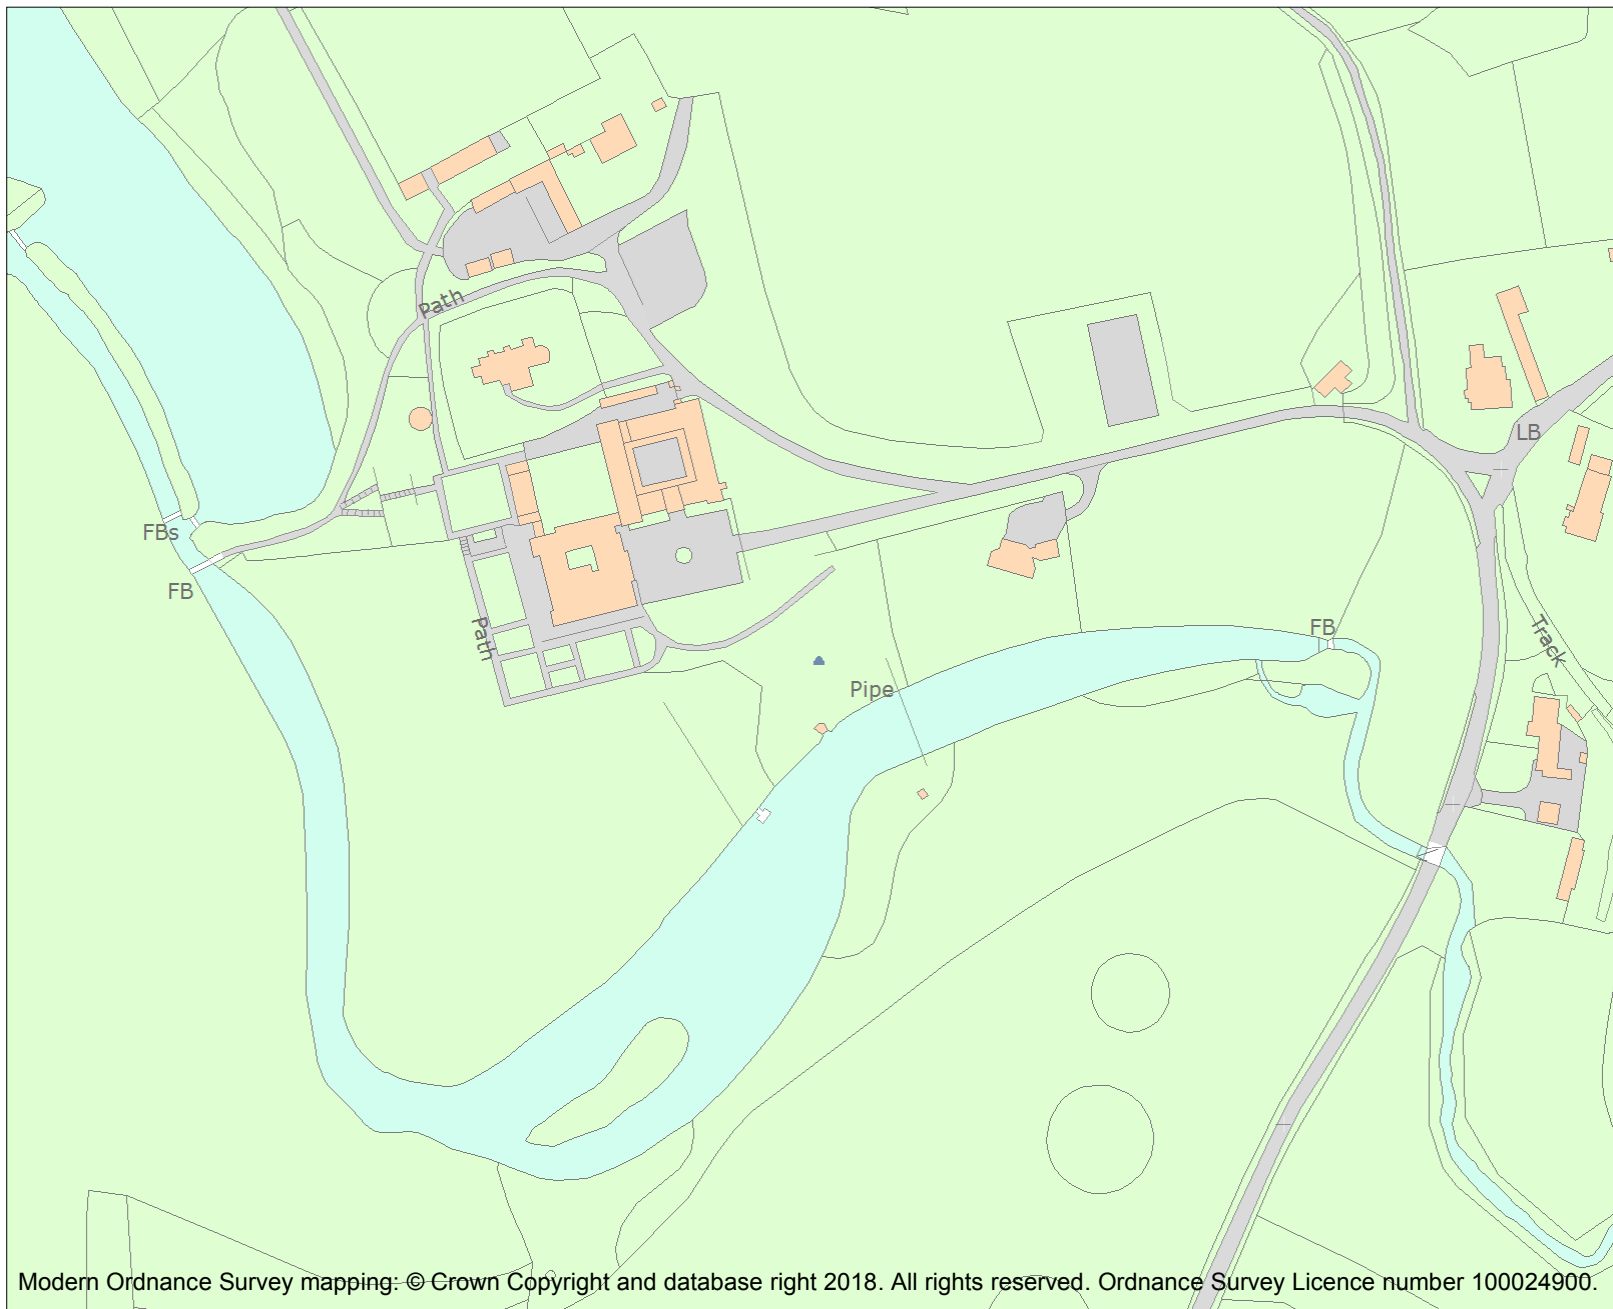 Path
LB
FBs
FB
FB
Path
Track
Pipe
Modern Ordnance Survey mapping: © Crown Copyright and database right 2018. All rights reserved. Ordnance Survey Licence number 100024900.